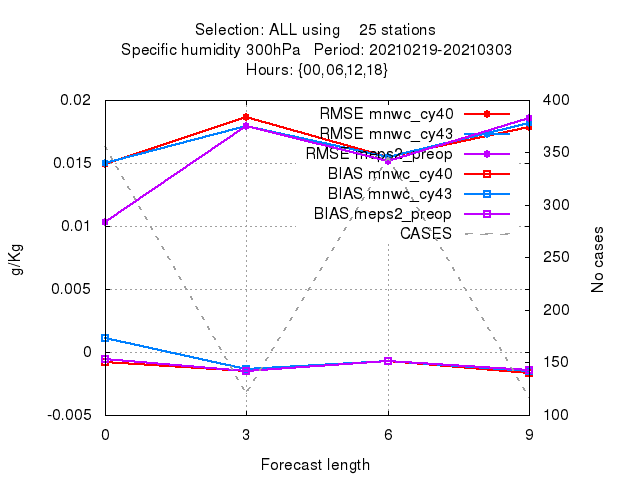 Selection: ALL using 25 stations
Specific humidity 300hPa Period: 20210219-20210303
Hours: {00,06,12,18}
0.02
0.015
0.01
0.005
0
-0.005
g/Kg
RMSE mnwc_cy40
RMSE mnwc_cy43
RMSE meps2_preop
BIAS mnwc_cy40
BIAS mnwc_cy43
BIAS meps2_preop
CASES
400
350
300
250
200
150
100
No cases
0 3 6 9
Forecast length